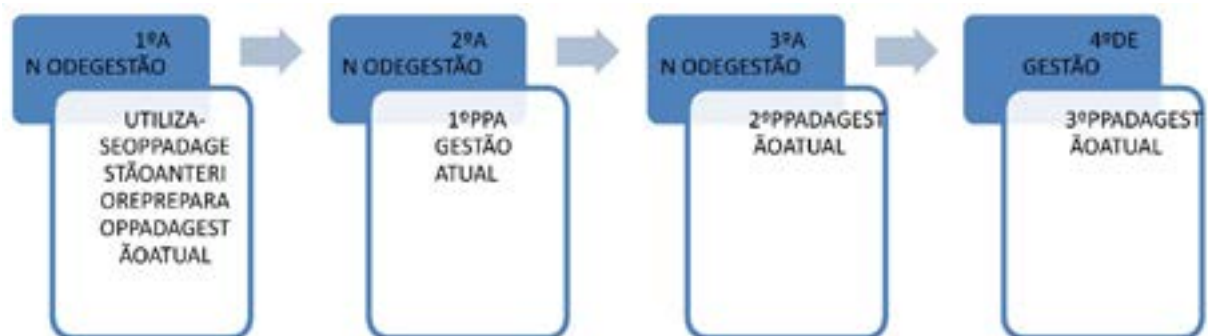 1ºA
N ODEGESTÃO
UTILIZA-
SEOPPADAGE
STÃOANTERI
OREPREPARA
OPPADAGEST
ÃOATUAL
2ºA
N ODEGESTÃO
1ºPPA
GESTÃO
ATUAL
3ºA
N ODEGESTÃO
2ºPPADAGEST
ÃOATUAL
4ºDE
GESTÃO
3ºPPADAGEST
ÃOATUAL